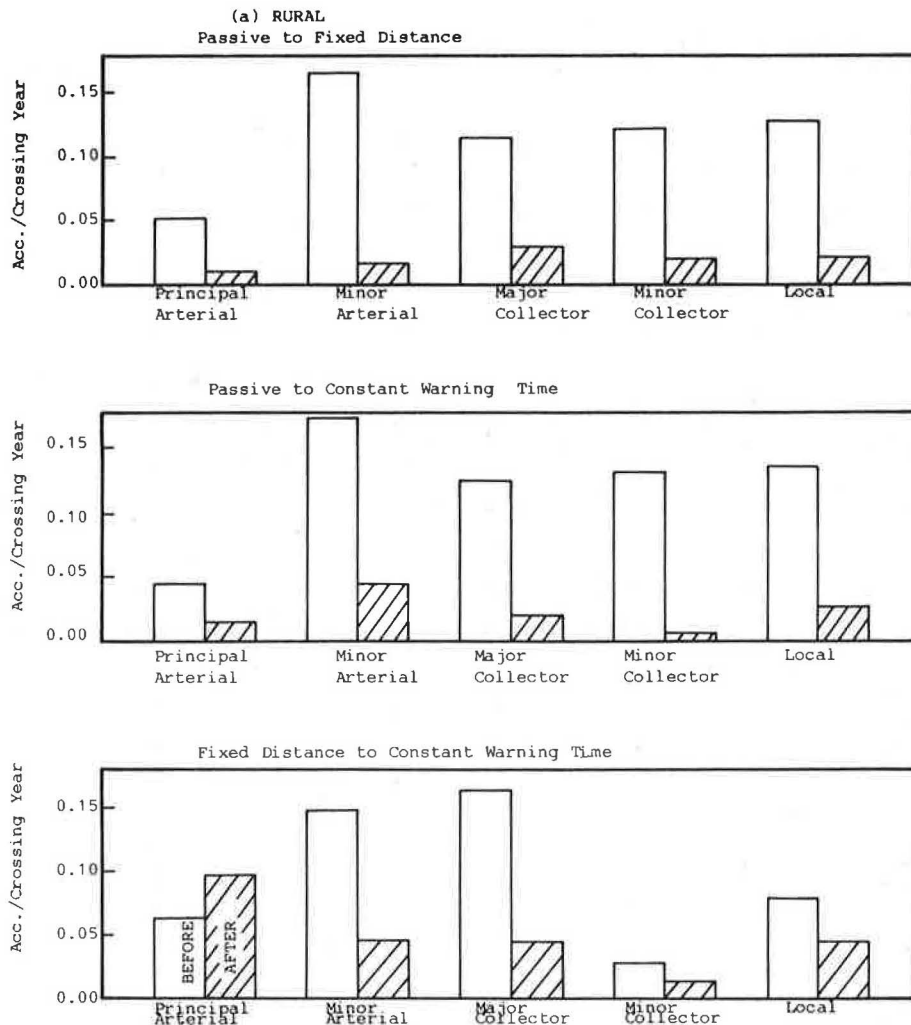 (a) RURAL
Passive to Fixed Distance
Acc./Crossing Year
0.15
0.10
0.05
0.00
Principal Minor Major Minor Local
Arterial Arterial Collector Collector
Passive to Constant Warning Time
Acc./Crossing Year
0.15
0.10
0.05
0.00
Principal Minor Major Minor Local
Arterial Arterial Collector Collector
Fixed Distance to Constant Warning Time
Acc./Crossing Year
0.15
0.10
0.05
0.00
BEFORE
AFTER
Principal Minor Major Minor Local
Arterial Arterial Collector Collector